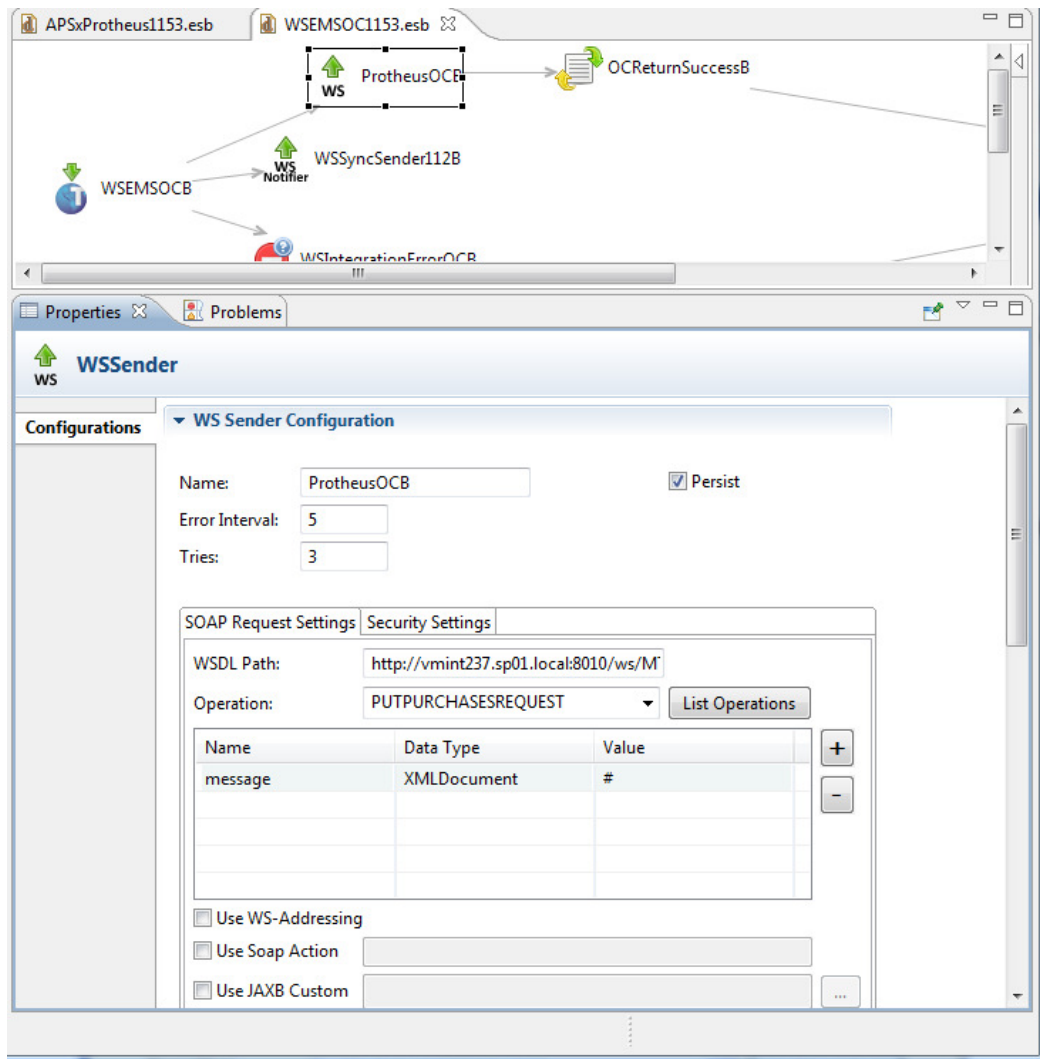 APSxProtheus1153.esb
WSEMSOC1153.esb
ProtheusOCB
WS
OCReturnSuccessB
WSSyncSender112B
WS
Notifier
WSEMSOCB
WSIntegrationErrorOCB
Properties
Problems
WS
WSSender
Configurations
WS Sender Configuration
Name: ProtheusOCB Persist
Error Interval: 5
Tries: 3
SOAP Request Settings Security Settings
WSDL Path: http://vmint237.sp01.local:8010/ws/M
Operation: PUTPURCHASESREQUEST List Operations
Name Data Type Value +
message XMLDocument #
-
Use WS-Addressing
Use Soap Action
Use JAXB Custom ...